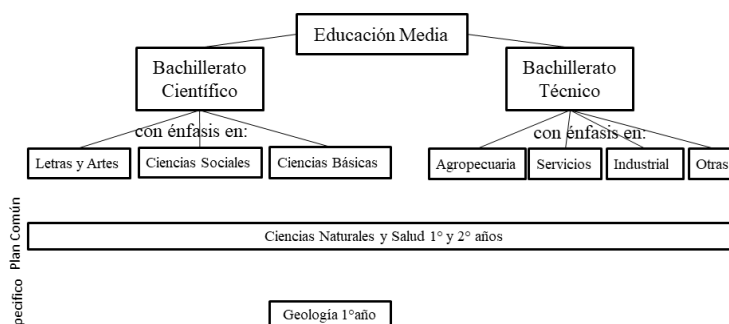 Educación Media
Bachillerato
Científico
Bachillerato
Técnico
con énfasis en:
con énfasis en:
Letras y Artes
Ciencias Sociales
Ciencias Básicas
Agropecuaria
Servicios
Industrial
Otras
Plan Común
Ciencias Naturales y Salud 1° y 2° años
Geología 1°año